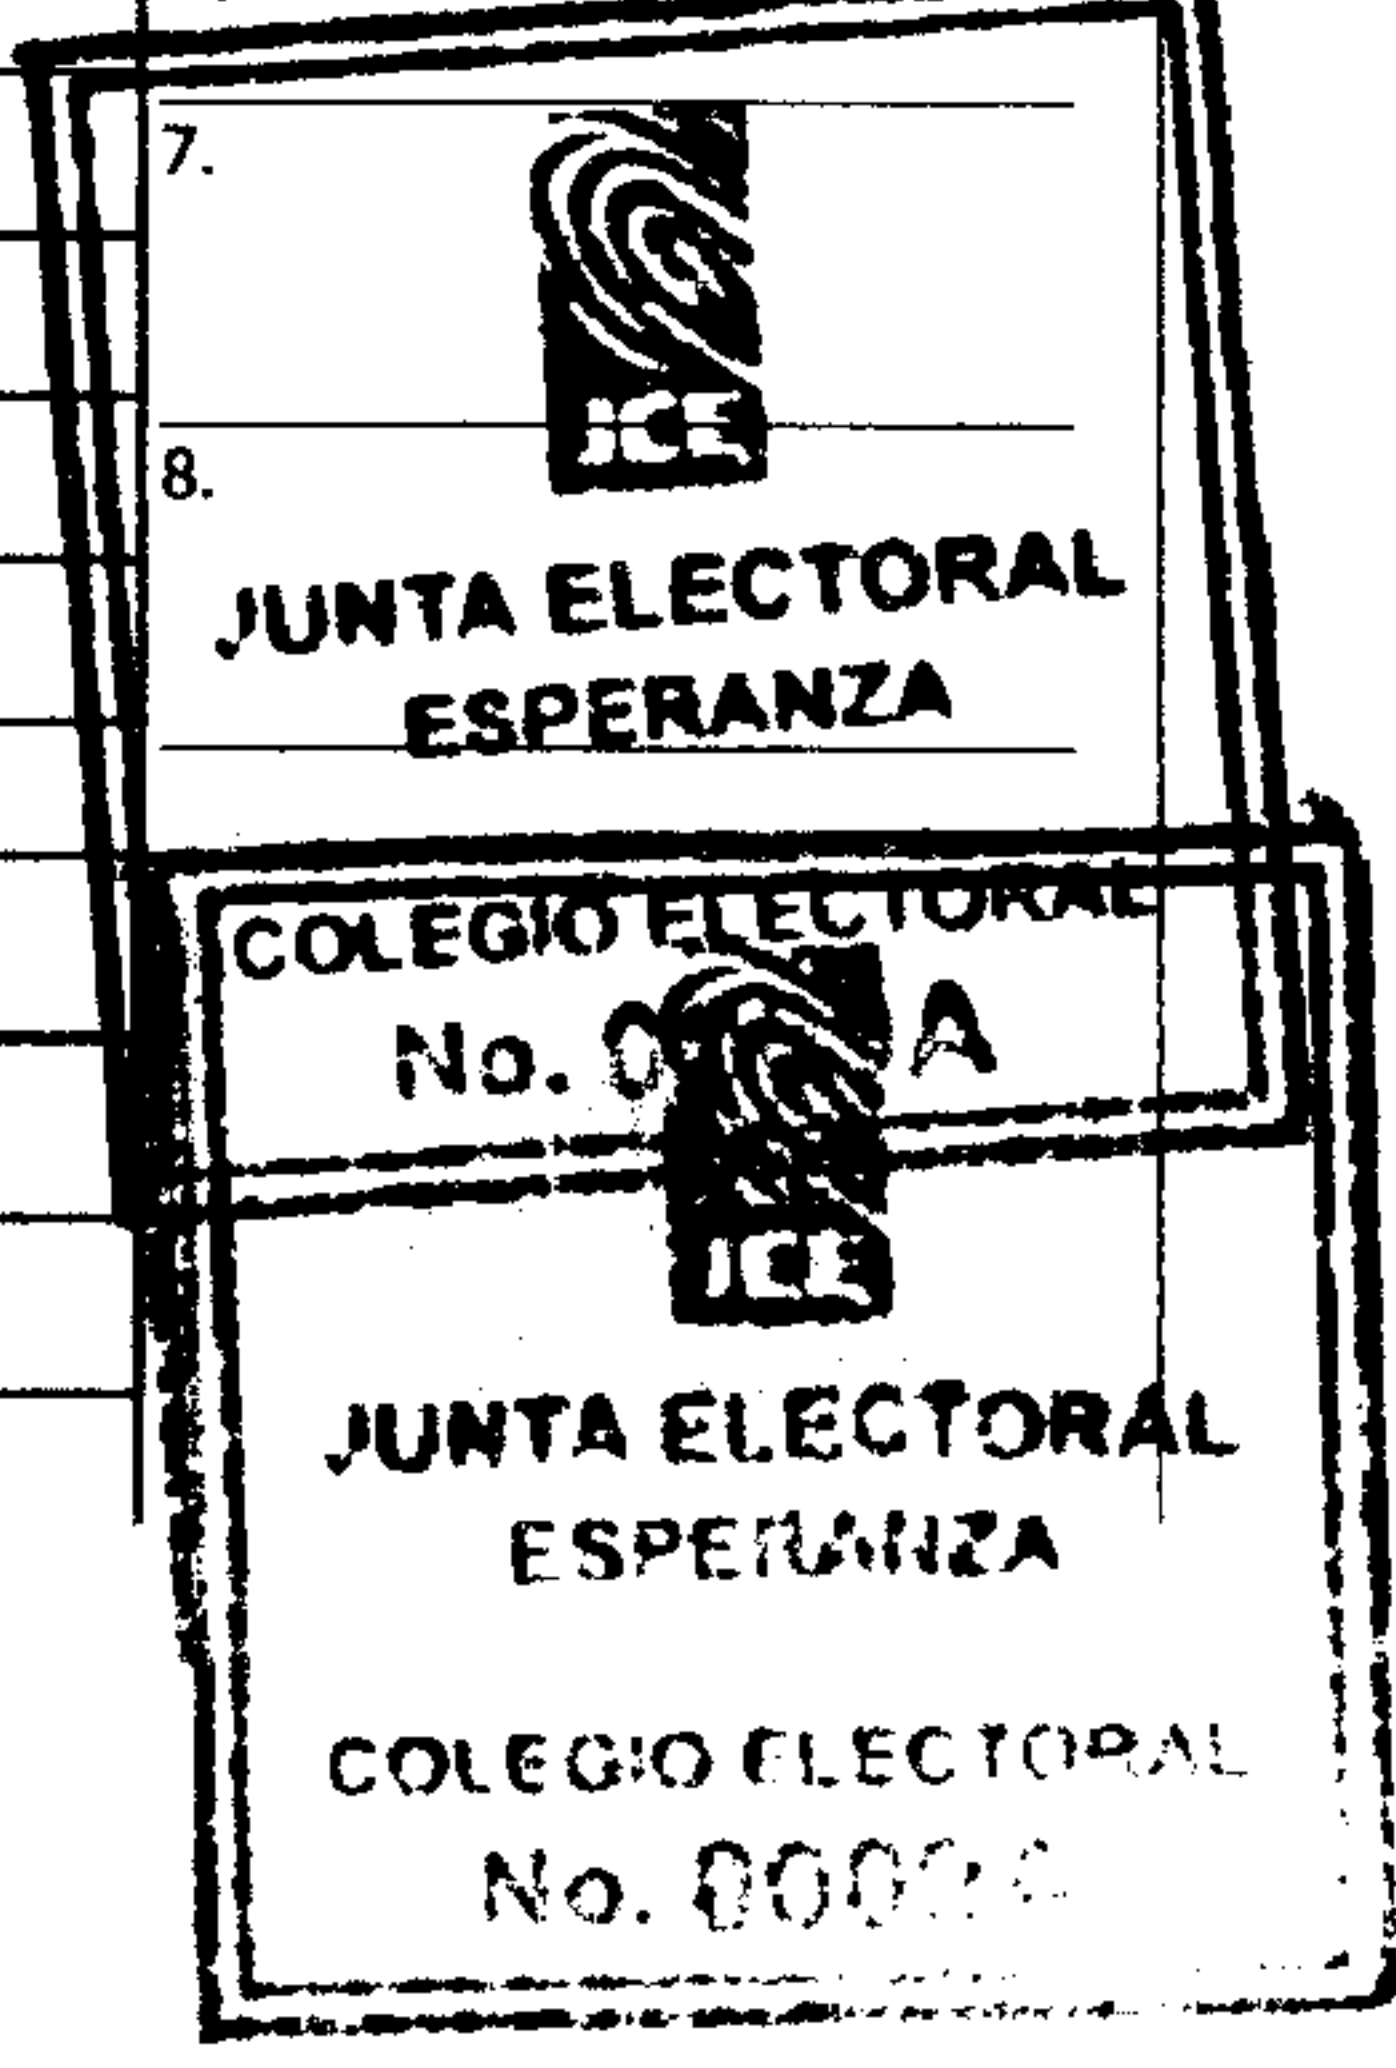 7.
JCE
8.
JUNTA ELECTORAL
ESPERANZA
COLEGIO ELECTORAL
No. A
JCE
JUNTA ELECTORAL
ESPERANZA
COLEGIO ELECTORAL
No.